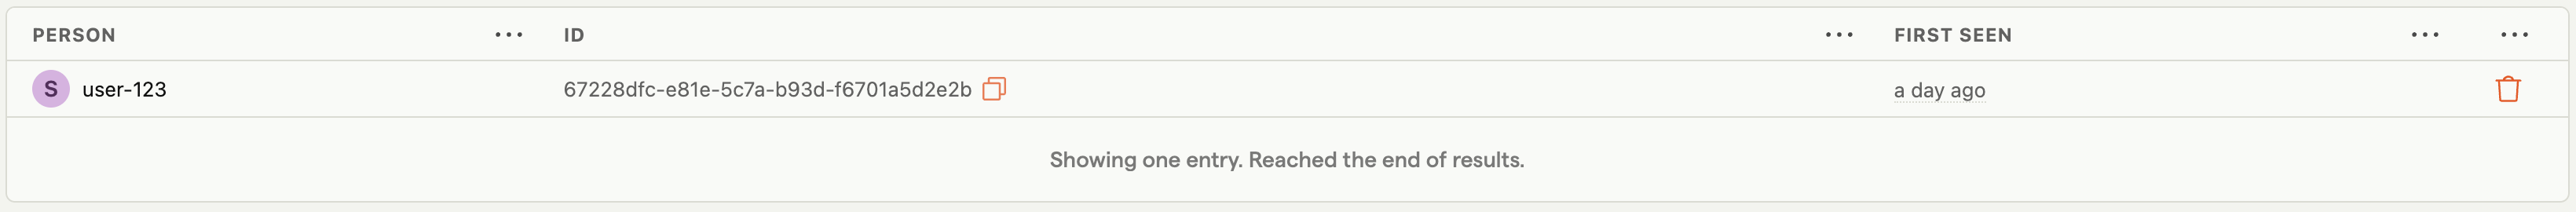 PERSON ••• ID ••• FIRST SEEN ••• •••
S user-123 67228dfc-e81e-5c7a-b93d-f6701a5d2e2b a day ago
Showing one entry. Reached the end of results.